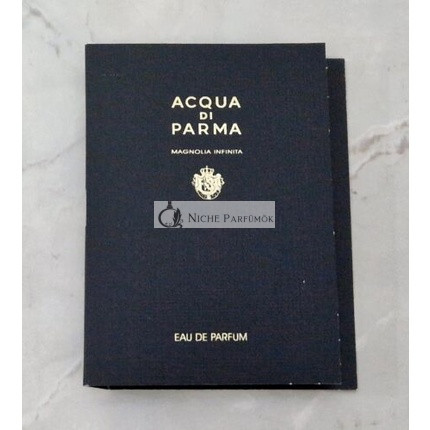 ACQUA
DI
PARMA
MAGNOLIA INFINITA
NICHE PARFÜMÖK
EAU DE PARFUM